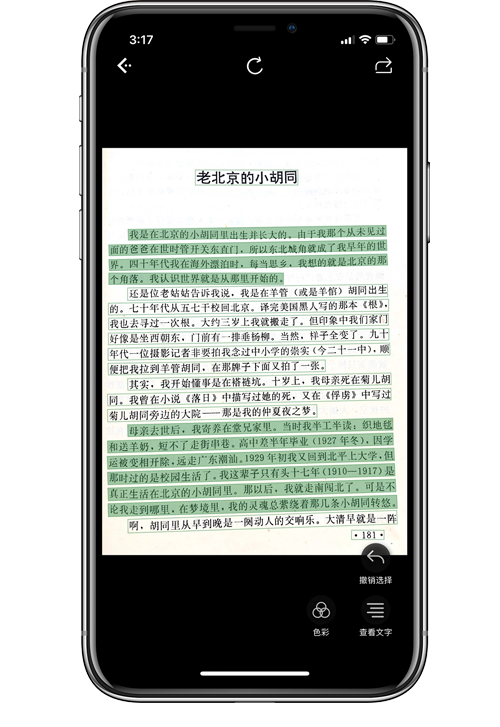 3:17
老北京的小胡同
我是在北京的小胡同里出生并长大的。由于我那个从未见过
面的爸爸在世时管开关东直门，所以东北城角就成了我早年的世
界。四十年代我在海外漂泊时，每当思乡，我想的就是北京的那
个角落。我认识世界就是从那里开始的。
还是位老姑姑告诉我说，我是在羊管（或是羊倌）胡同出生
的。七十年代从五七干校回北京。译完美国黑人写的那本《根》，
我也去寻过一次根。大约三岁上我就搬走了。但印象中我们家门
好像是坐西朝东，门前有一排垂杨柳。当然，样子全变了。九十
年代一位摄影记者非要拍我念过中小学的崇实（今二十一中），顺
便把我拉到羊管胡同，在那牌子下面又拍了一张。
其实，我开始懂事是在褡裢坑。十岁上，我母亲死在菊儿胡
同。我曾在小说《落日》中描写过她的死，又在《俘虏》中写过
菊儿胡同旁边的大院——那是我的仲夏夜之梦。
母亲去世后，我寄养在堂兄家里。当时我半工半读：织地毯
和送羊奶，短不了走街串巷。高中差半年毕业（1927年冬），因学
运被变相开除，远走广东潮汕。1929年初我又回到北平上大学，但
那时过的是校园生活了。我这辈子只有头十七年（1910—1917）是
真正生活在北京的小胡同里。那以后，我就走南闯北了。可是不
论我走到哪里，在梦境里，我的灵魂总萦绕着那几条小胡同转悠。
啊，胡同里从早到晚是一阕动人的交响乐。大清早就是一阵
·181·
撤销选择
色彩
查看文字